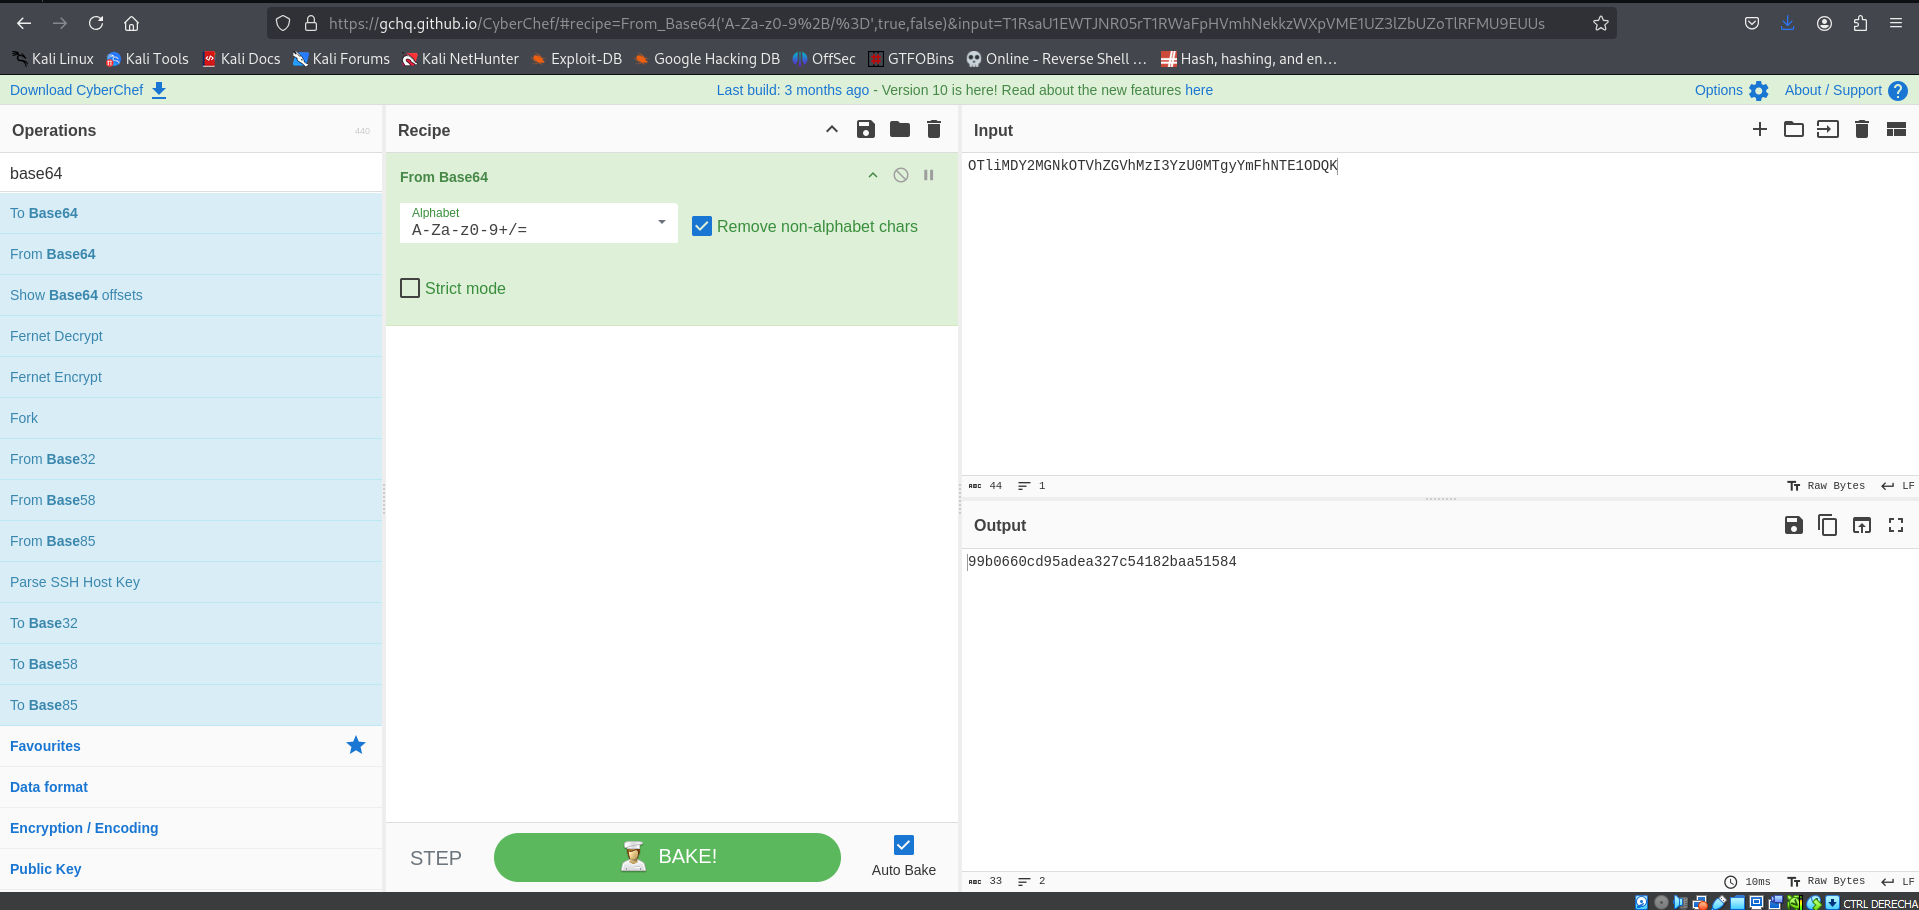 https://gchq.github.io/CyberChef/#recipe=From_Base64('A-Za-z0-9%2B/%3D',true,false)&input=T1RsaU1EWTJNR05rT1RWaFpHVmhNekkzWXpVME1UZ3lZbUZoTlRFMU9EUUs
Kali Linux Kali Tools Kali Docs Kali Forums Kali NetHunter Exploit-DB Google Hacking DB OffSec GTFOBins Online - Reverse Shell ... Hash, hashing, and en...
Download CyberChef
Last build: 3 months ago - Version 10 is here! Read about the new features here
Options
About / Support ?
Operations
440
base64
To Base64
From Base64
Show Base64 offsets
Fernet Decrypt
Fernet Encrypt
Fork
From Base32
From Base58
From Base85
Parse SSH Host Key
To Base32
To Base58
To Base85
Favourites
Data format
Encryption / Encoding
Public Key
Recipe
From Base64
Alphabet
A-Za-z0-9+/=
Remove non-alphabet chars
Strict mode
STEP
BAKE!
Auto Bake
Input
OTliMDY2MGNkOTVhZGVhMzI3YzU0MTgyYmFhNTE1ODQK
ABC 44 1
Tт Raw Bytes LF
Output
99b0660cd95adea327c54182baa51584
ABC 33 2
10ms Tт Raw Bytes LF
CTRL DERECHA